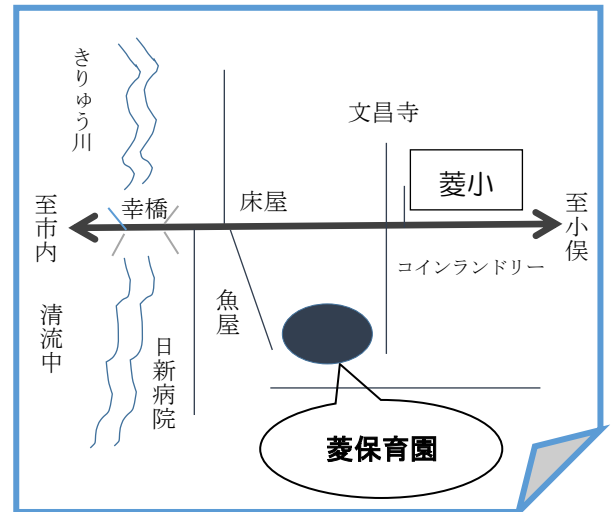 きりゅう川
文昌寺
菱小
至市内
幸橋
床屋
至小俣
コインランドリー
魚屋
清流中
日新病院
菱保育園